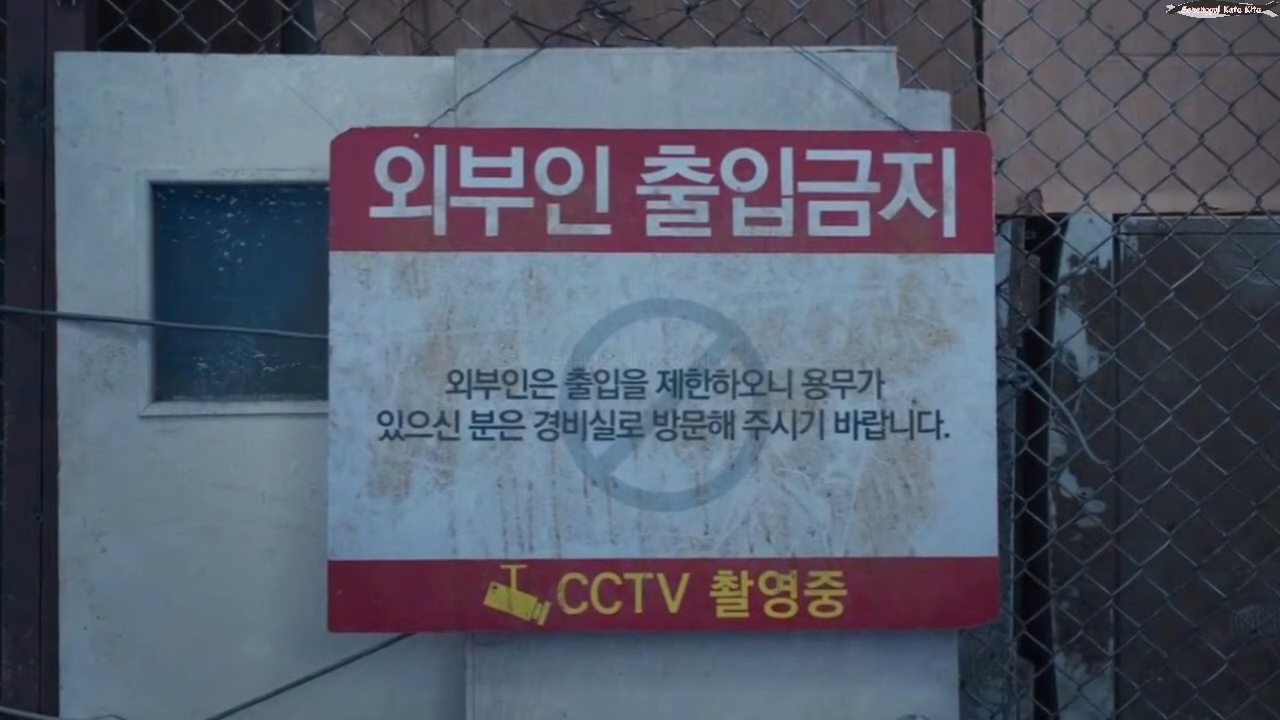 외부인 출입금지
외부인은 출입을 제한하오니 용무가
있으신 분은 경비실로 방문해 주시기 바랍니다.
CCTV 촬영중